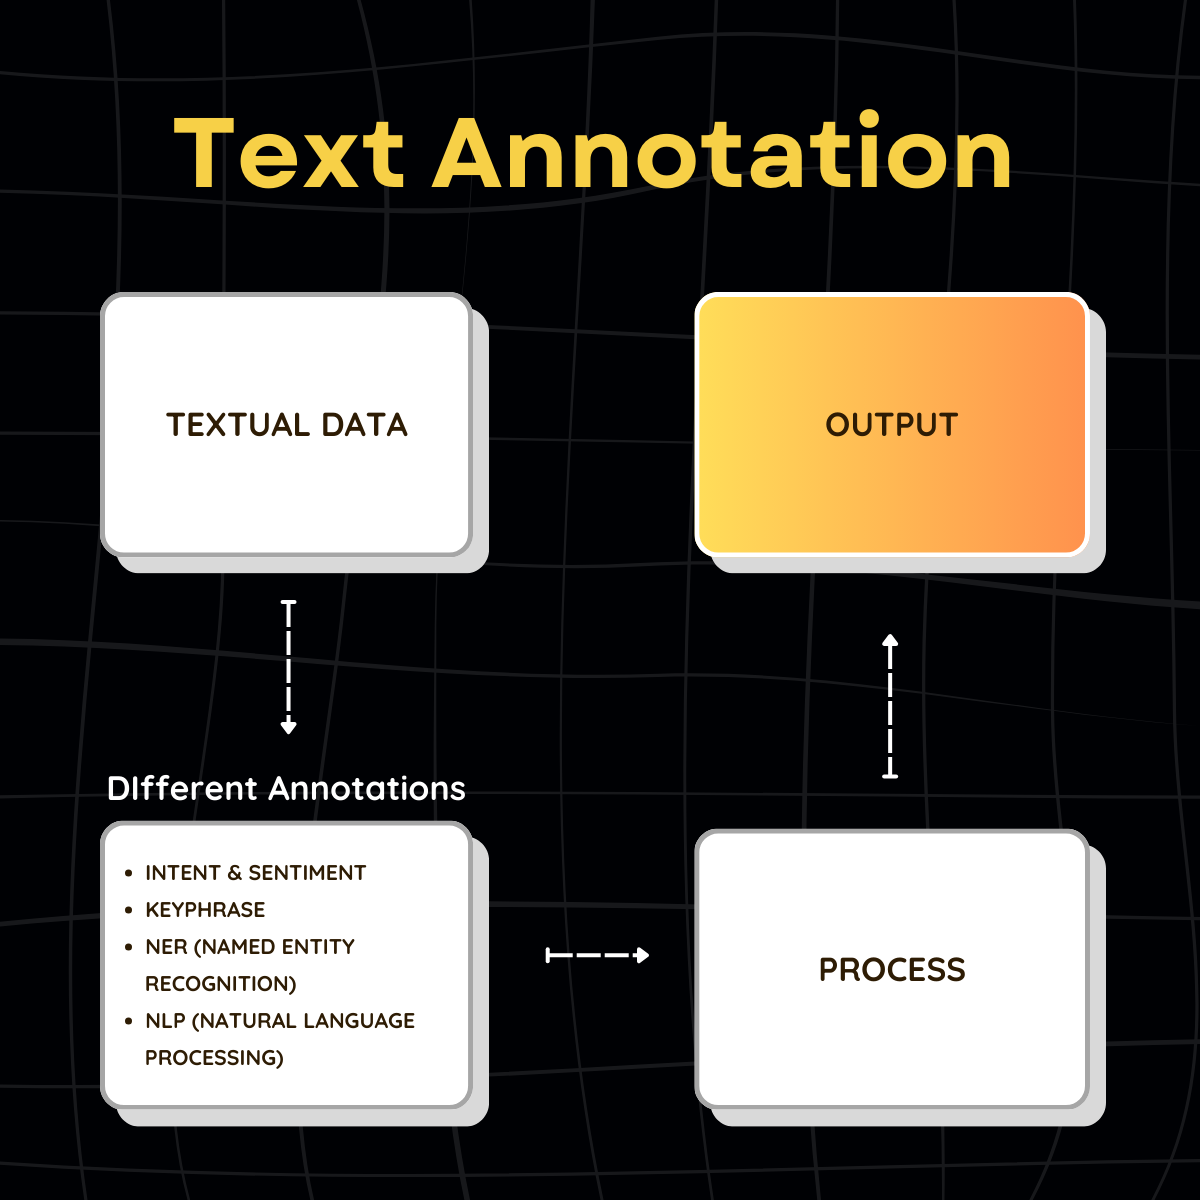 Text Annotation
TEXTUAL DATA
OUTPUT
DIfferent Annotations
• INTENT & SENTIMENT
• KEYPHRASE
• NER (NAMED ENTITY
RECOGNITION)
• NLP (NATURAL LANGUAGE
PROCESSING)
PROCESS